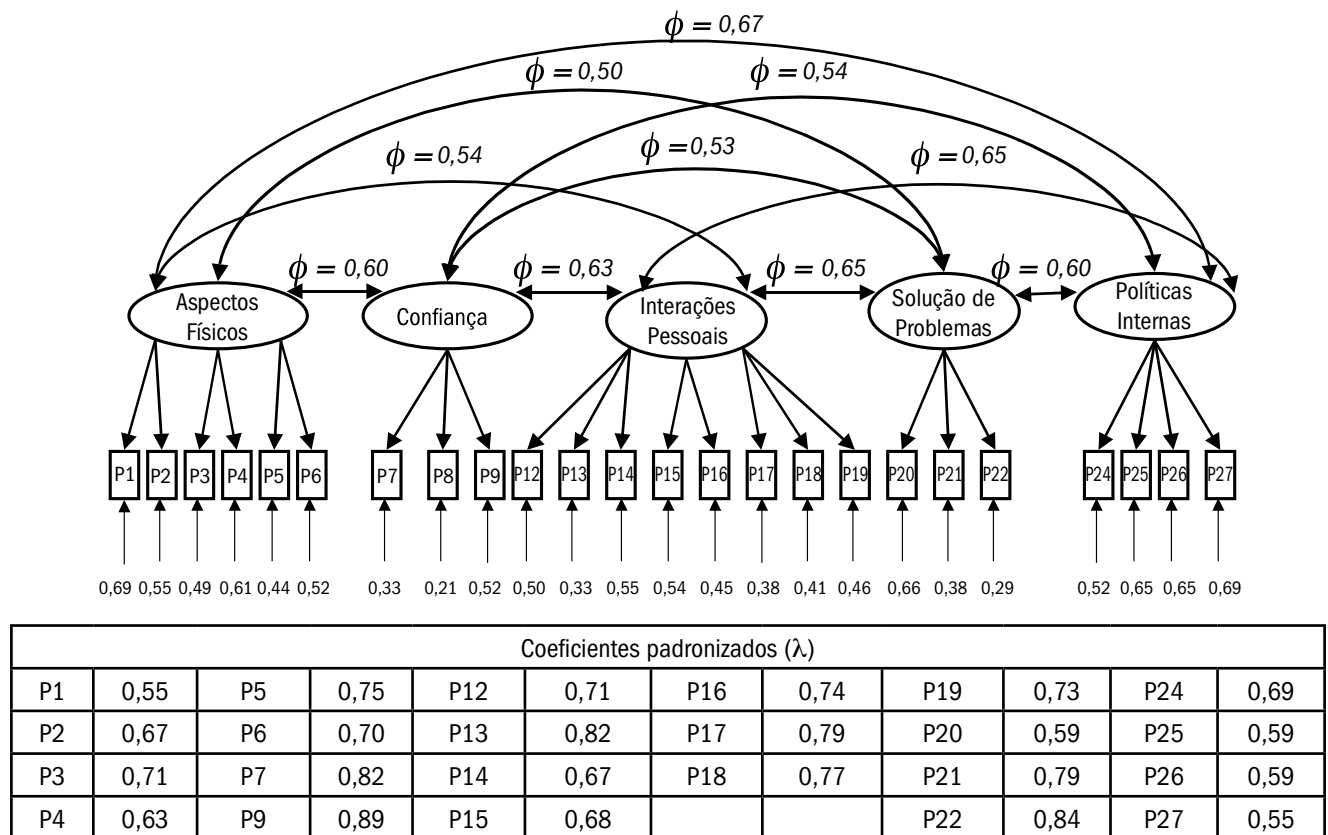 ϕ = 0,67
ϕ = 0,50
ϕ = 0,54
ϕ = 0,54
ϕ = 0,53
ϕ = 0,65
ϕ = 0,60
ϕ = 0,63
ϕ = 0,65
ϕ = 0,60
Aspectos
Físicos
Confiança
Interações
Pessoais
Solução de
Problemas
Políticas
Internas
P1 P2 P3 P4 P5 P6 P7 P8 P9 P12 P13 P14 P15 P16 P17 P18 P19 P20 P21 P22 P24 P25 P26 P27
0,69 0,55 0,49 0,61 0,44 0,52 0,33 0,21 0,52 0,50 0,33 0,55 0,54 0,45 0,38 0,41 0,46 0,66 0,38 0,29 0,52 0,65 0,65 0,69
Coeficientes padronizados (λ)
P1 0,55 P5 0,75 P12 0,71 P16 0,74 P19 0,73 P24 0,69
P2 0,67 P6 0,70 P13 0,82 P17 0,79 P20 0,59 P25 0,59
P3 0,71 P7 0,82 P14 0,67 P18 0,77 P21 0,79 P26 0,59
P4 0,63 P9 0,89 P15 0,68 P22 0,84 P27 0,55